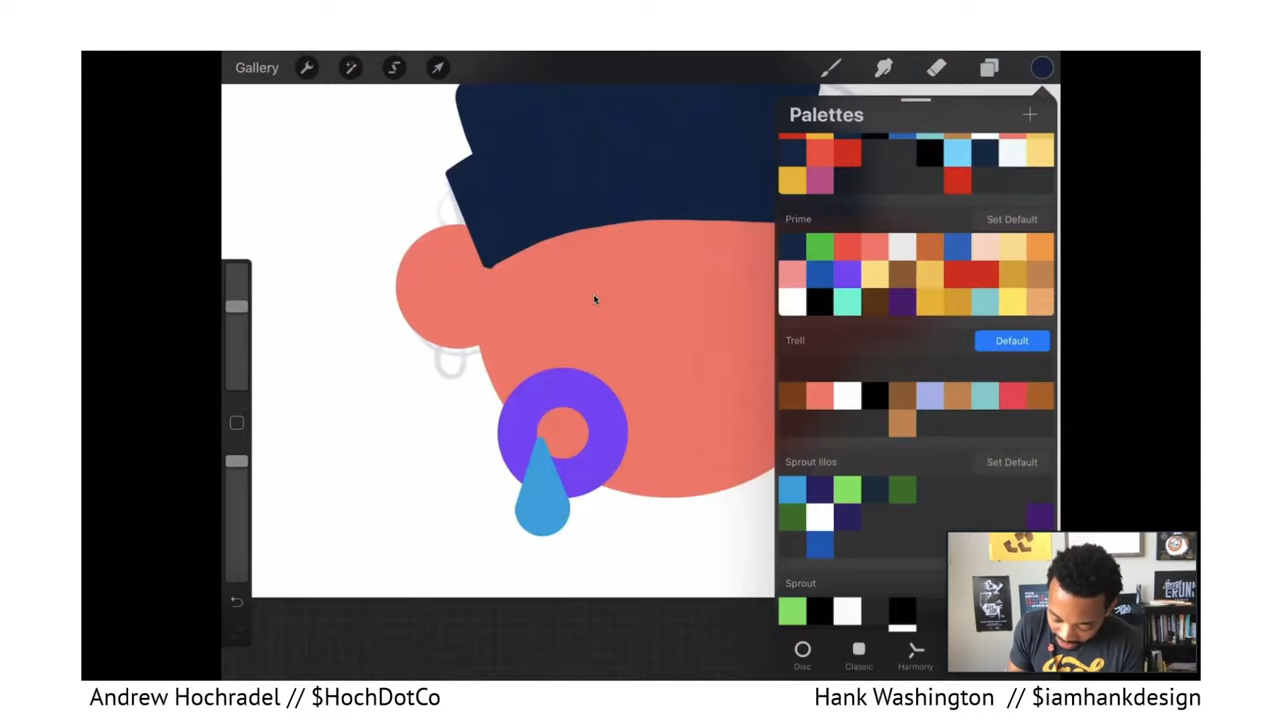 Gallery
Palettes
Prime
Set Default
Trell
Default
Sprout Illos
Set Default
Sprout
Disc
Classic
Harmony
Andrew Hochradel // $HochDotCo
Hank Washington // $iamhankdesign